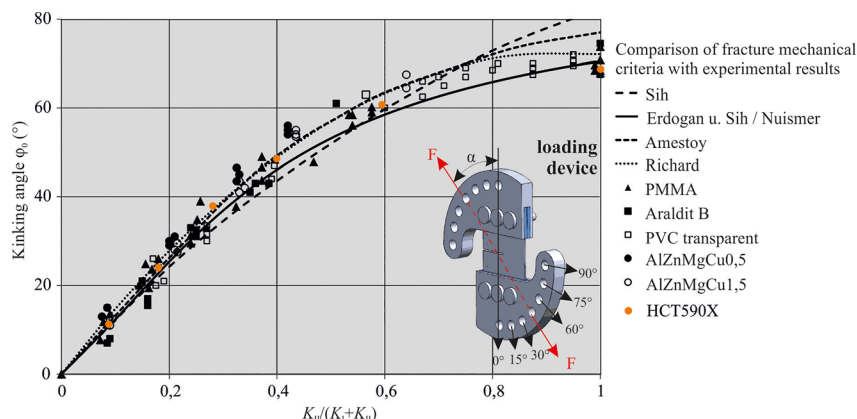 80
60
40
20
0
Kinking angle φ₀ (°)
0
0,2
0,4
0,6
0,8
1
Kᵢᵢ/(Kᵢ+Kᵢᵢ)
F
α
loading
device
90°
75°
60°
0°
15°
30°
F
Comparison of fracture mechanical
criteria with experimental results
Sih
Erdogan u. Sih / Nuismer
Amestoy
Richard
PMMA
Araldit B
PVC transparent
AlZnMgCu0,5
AlZnMgCu1,5
HCT590X